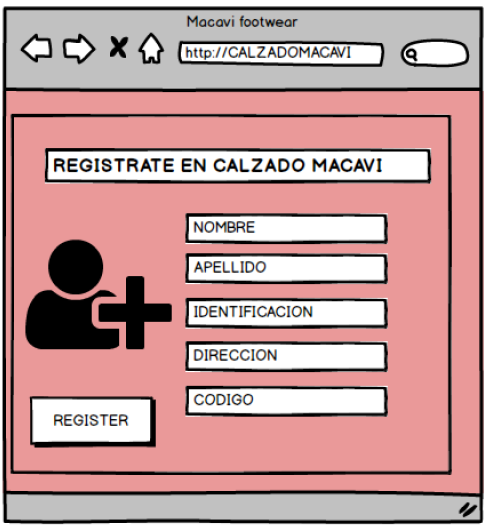 Macavi footwear
http://CALZADOMACAVI
REGISTRATE EN CALZADO MACAVI
NOMBRE
APELLIDO
IDENTIFICACION
DIRECCION
CODIGO
REGISTER